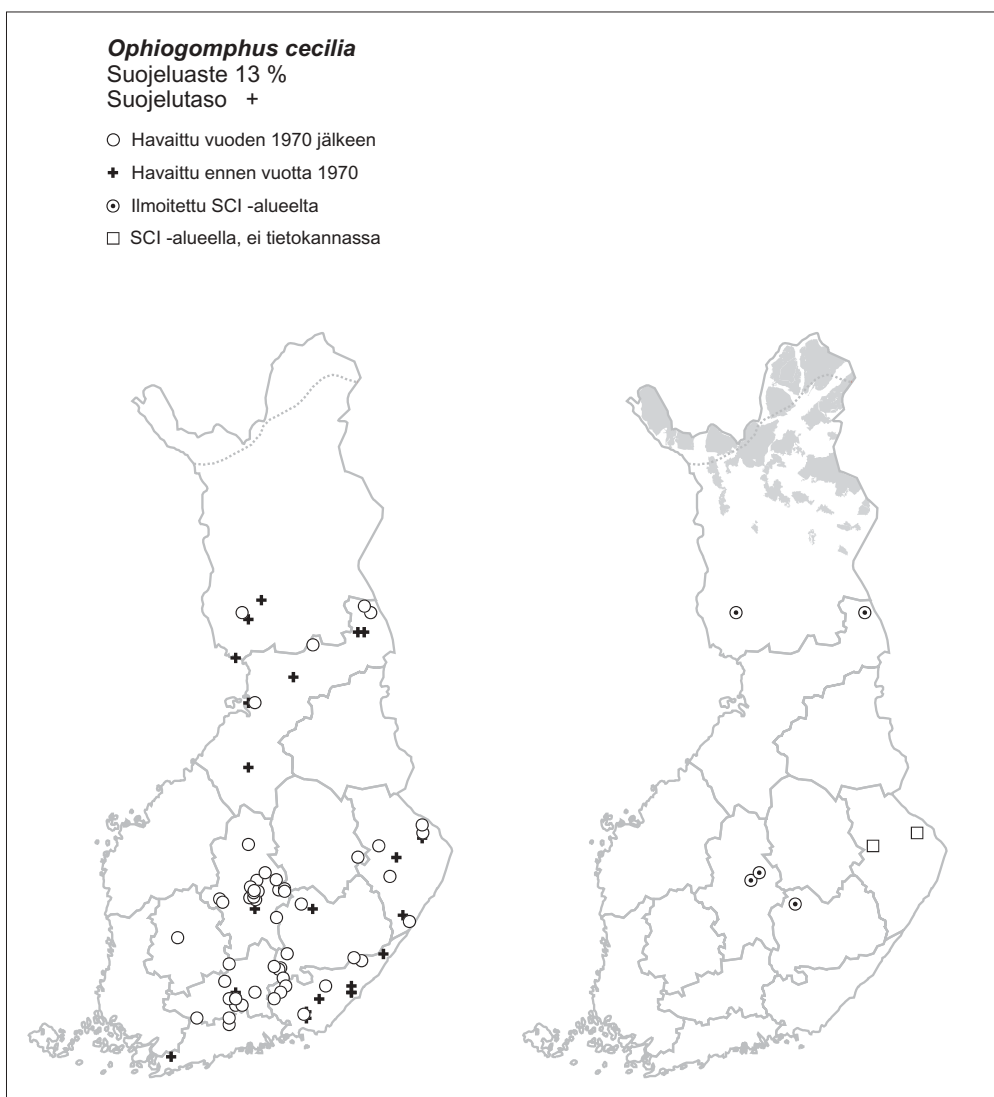 Ophiogomphus cecilia
Suojeluaste 13 %
Suojelutaso +
Havaittu vuoden 1970 jälkeen
Havaittu ennen vuotta 1970
Ilmoitettu SCI -alueelta
SCI -alueella, ei tietokannassa